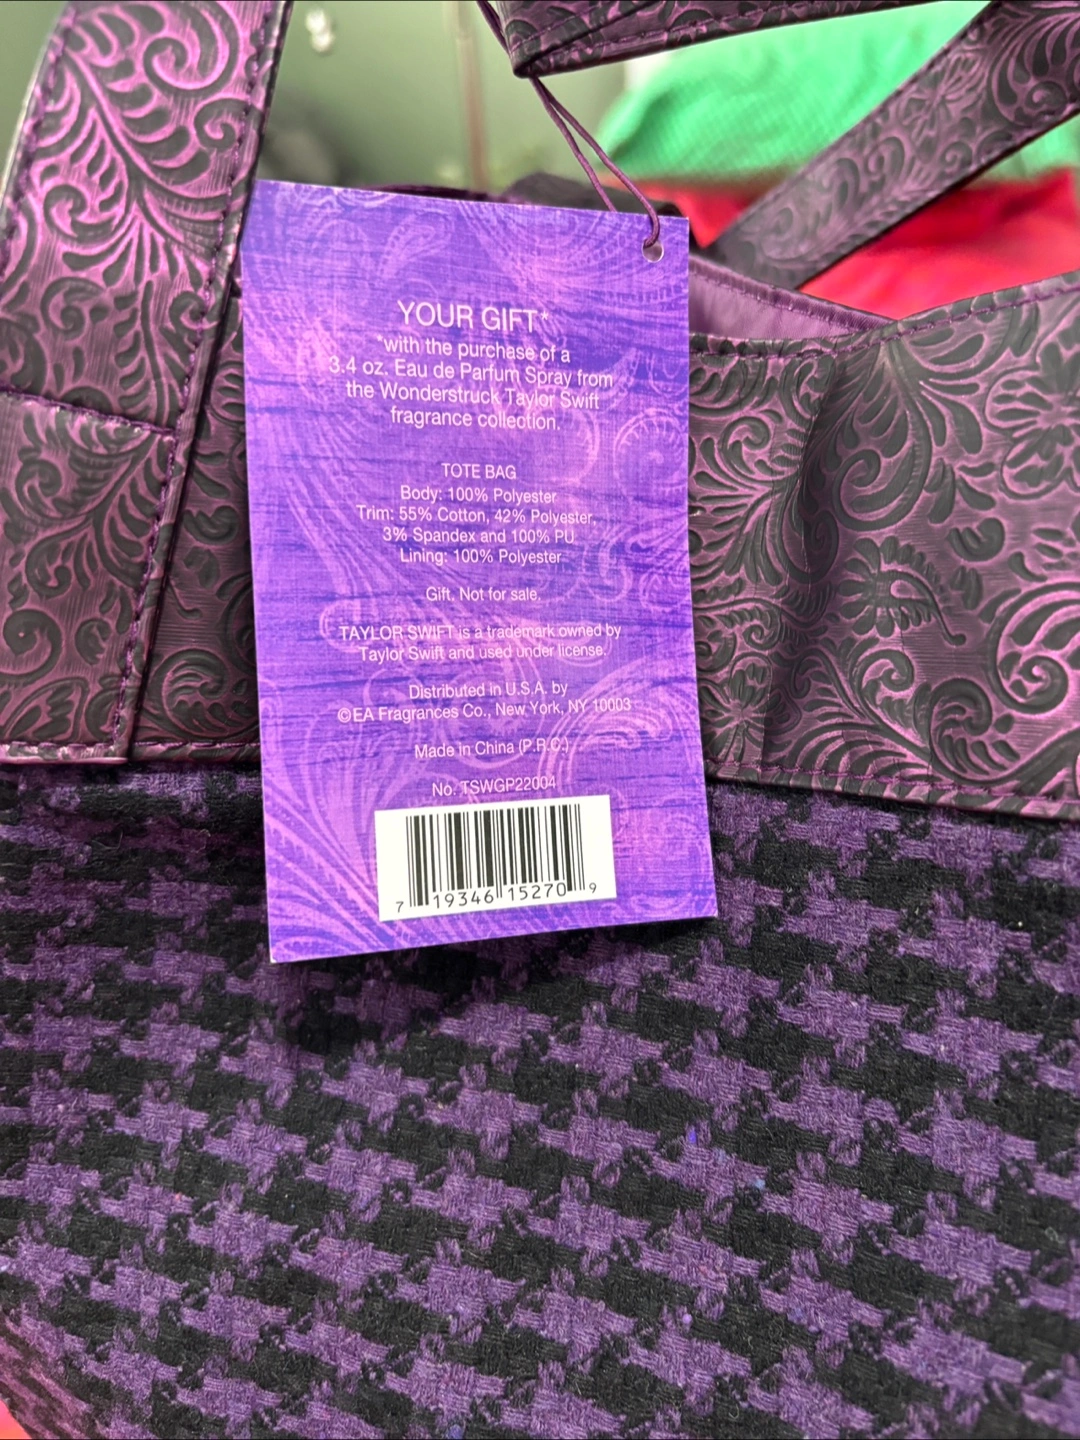 YOUR GIFT*
*with the purchase of a
3.4 oz. Eau de Parfum Spray from
the Wonderstruck Taylor Swift
fragrance collection.
TOTE BAG
Body: 100% Polyester
Trim: 55% Cotton, 42% Polyester,
3% Spandex and 100% PU
Lining: 100% Polyester
Gift. Not for sale.
TAYLOR SWIFT is a trademark owned by
Taylor Swift and used under license.
Distributed in U.S.A. by
©EA Fragrances Co., New York, NY 10003
Made in China (P.R.C.)
No. TSWGP22004
7 19346 15270 9